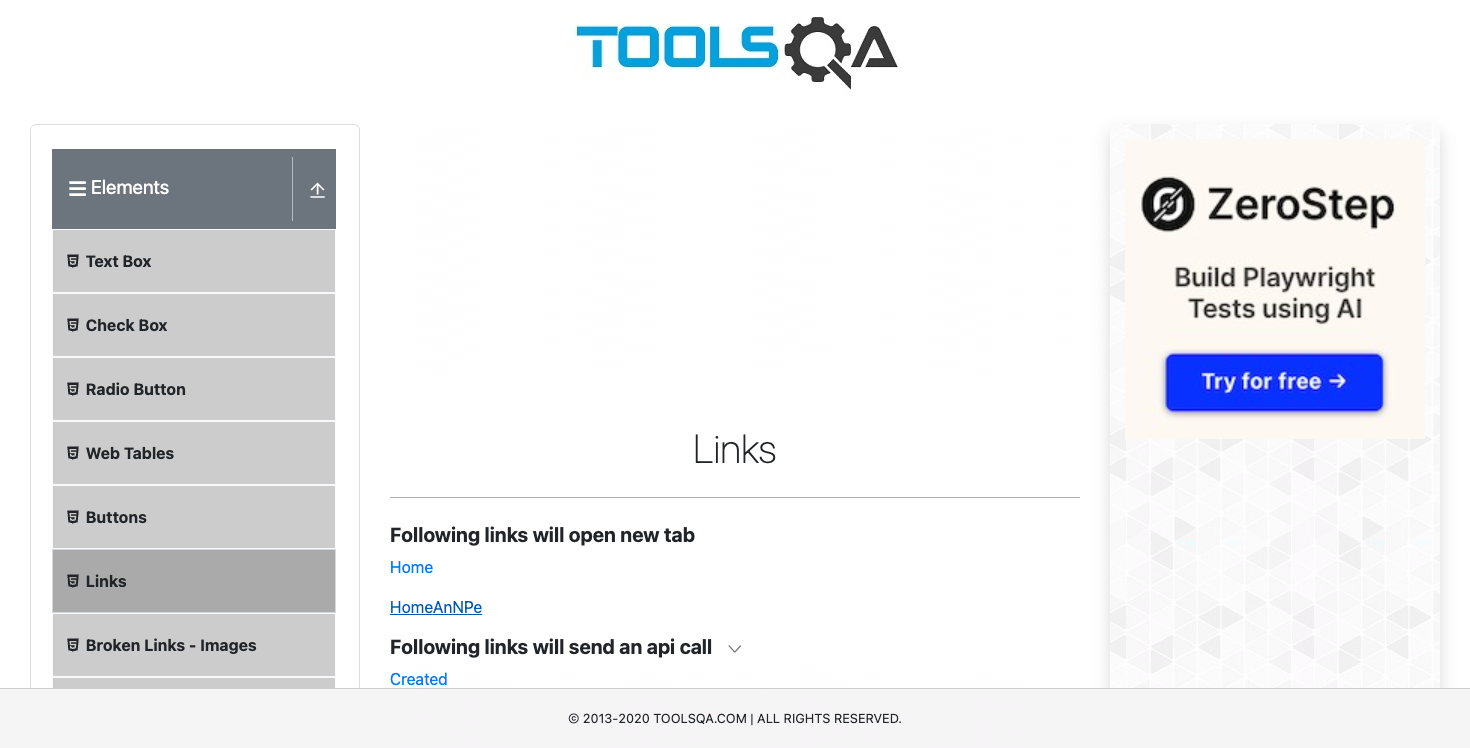 TOOLSQA
Elements
Text Box
Check Box
Radio Button
Web Tables
Buttons
Links
Broken Links - Images
Links
Following links will open new tab
Home
HomeAnNPe
Following links will send an api call
Created
ZeroStep
Build Playwright
Tests using AI
Try for free →
© 2013-2020 TOOLSQA.COM | ALL RIGHTS RESERVED.